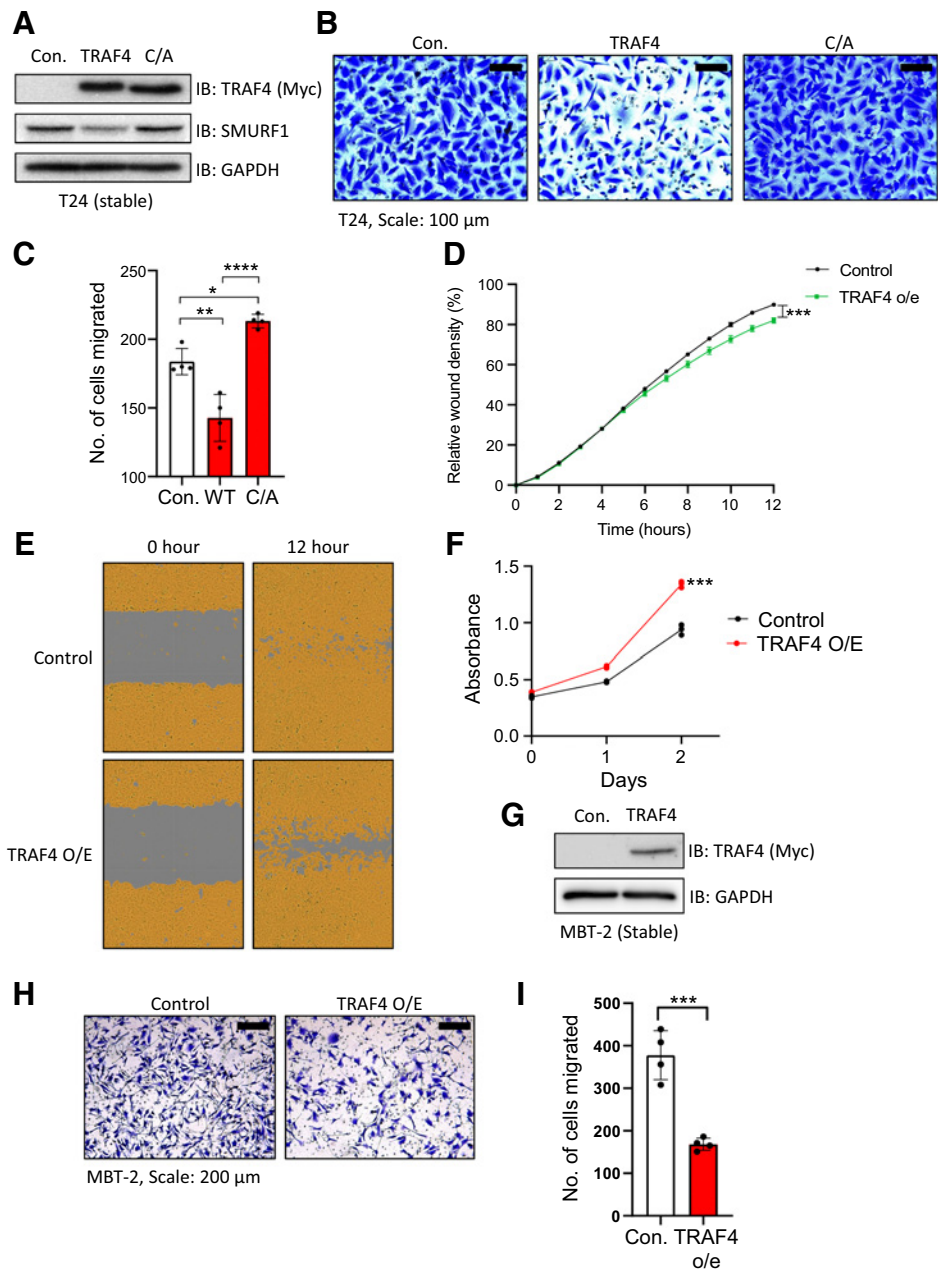 A
Con. TRAF4 C/A
IB: TRAF4 (Myc)
IB: SMURF1
IB: GAPDH
T24 (stable)
B
Con. TRAF4 C/A
T24, Scale: 100 µm
C
No. of cells migrated
250
200
150
100
****
*
**
Con. WT C/A
D
Relative wound density (%)
100
80
60
40
20
0
0 2 4 6 8 10 12
Time (hours)
Control
TRAF4 o/e
***
E
0 hour 12 hour
Control
TRAF4 O/E
F
Absorbance
1.5
1.0
0.5
0.0
0 1 2
Days
***
Control
TRAF4 O/E
G
Con. TRAF4
IB: TRAF4 (Myc)
IB: GAPDH
MBT-2 (Stable)
H
Control TRAF4 O/E
MBT-2, Scale: 200 µm
I
No. of cells migrated
500
400
300
200
100
0
***
Con. TRAF4
o/e